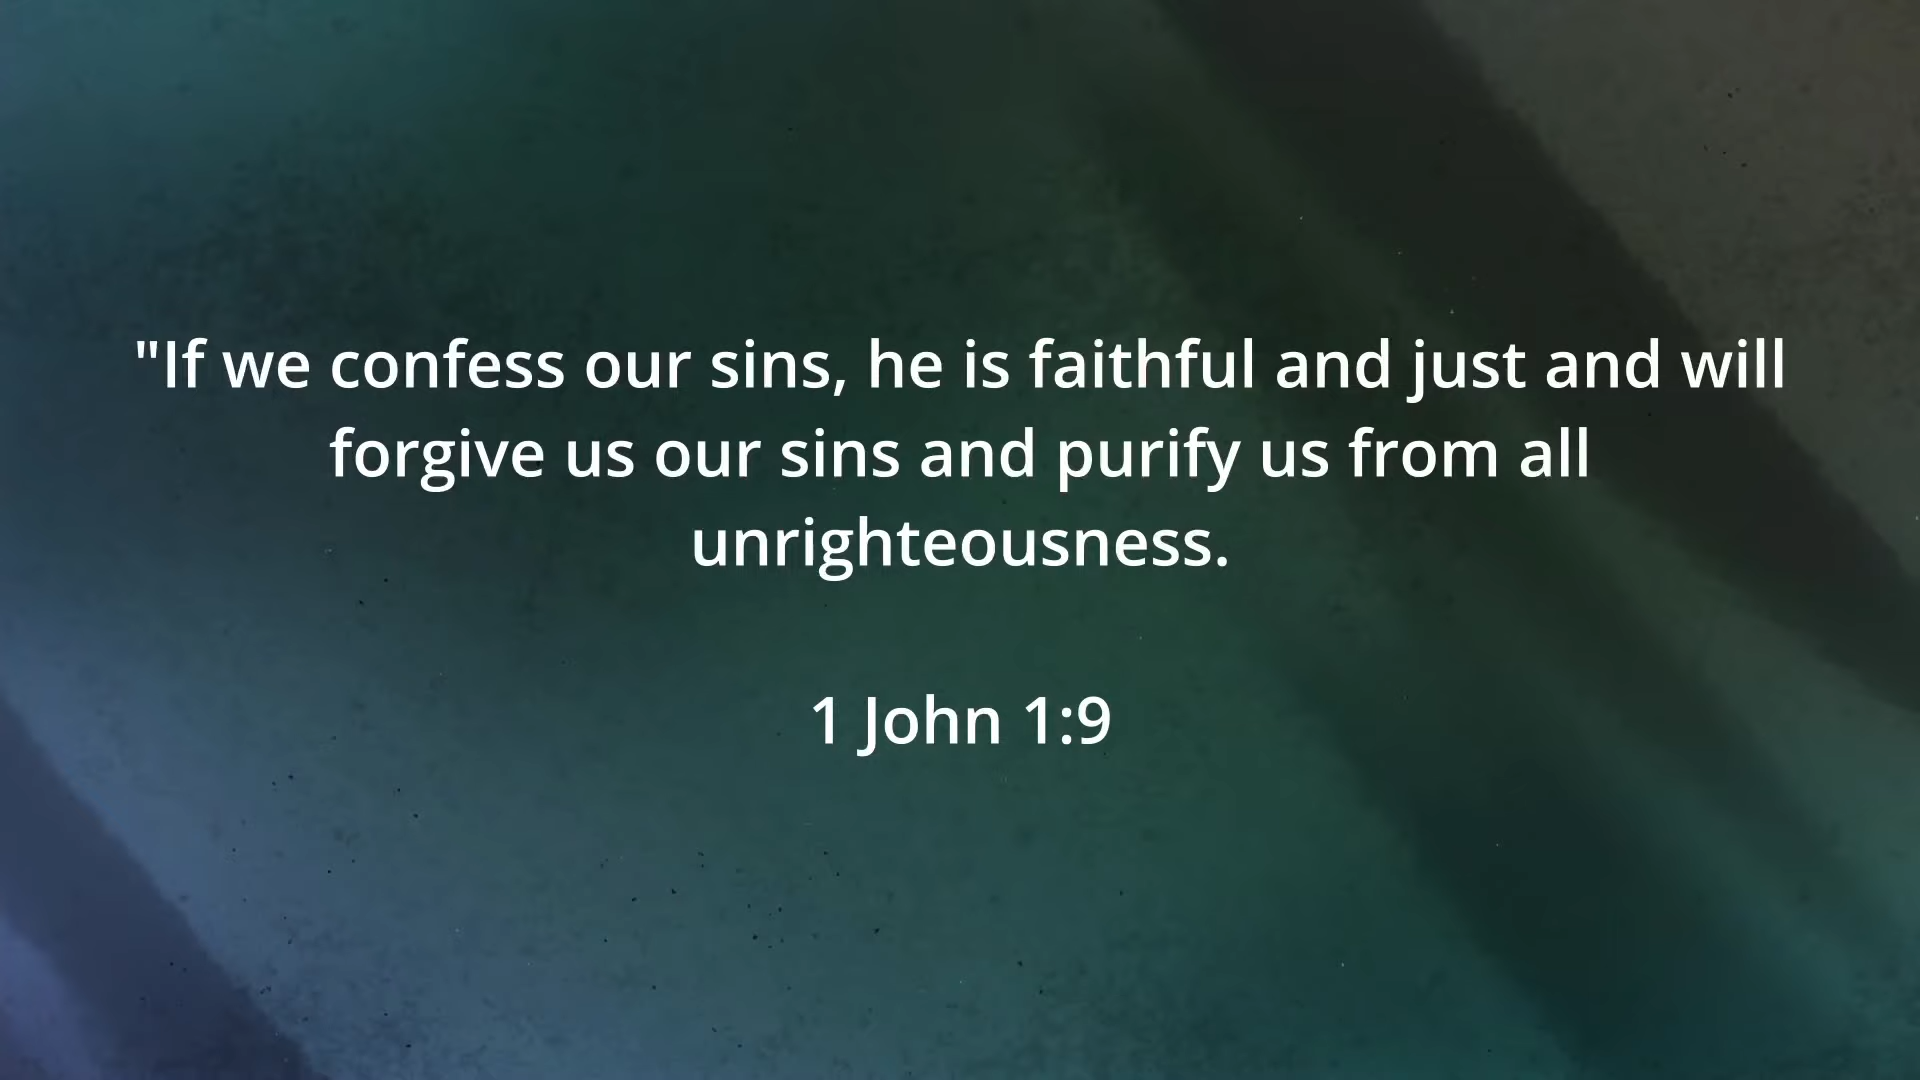 "If we confess our sins, he is faithful and just and will
forgive us our sins and purify us from all
unrighteousness.
1 John 1:9